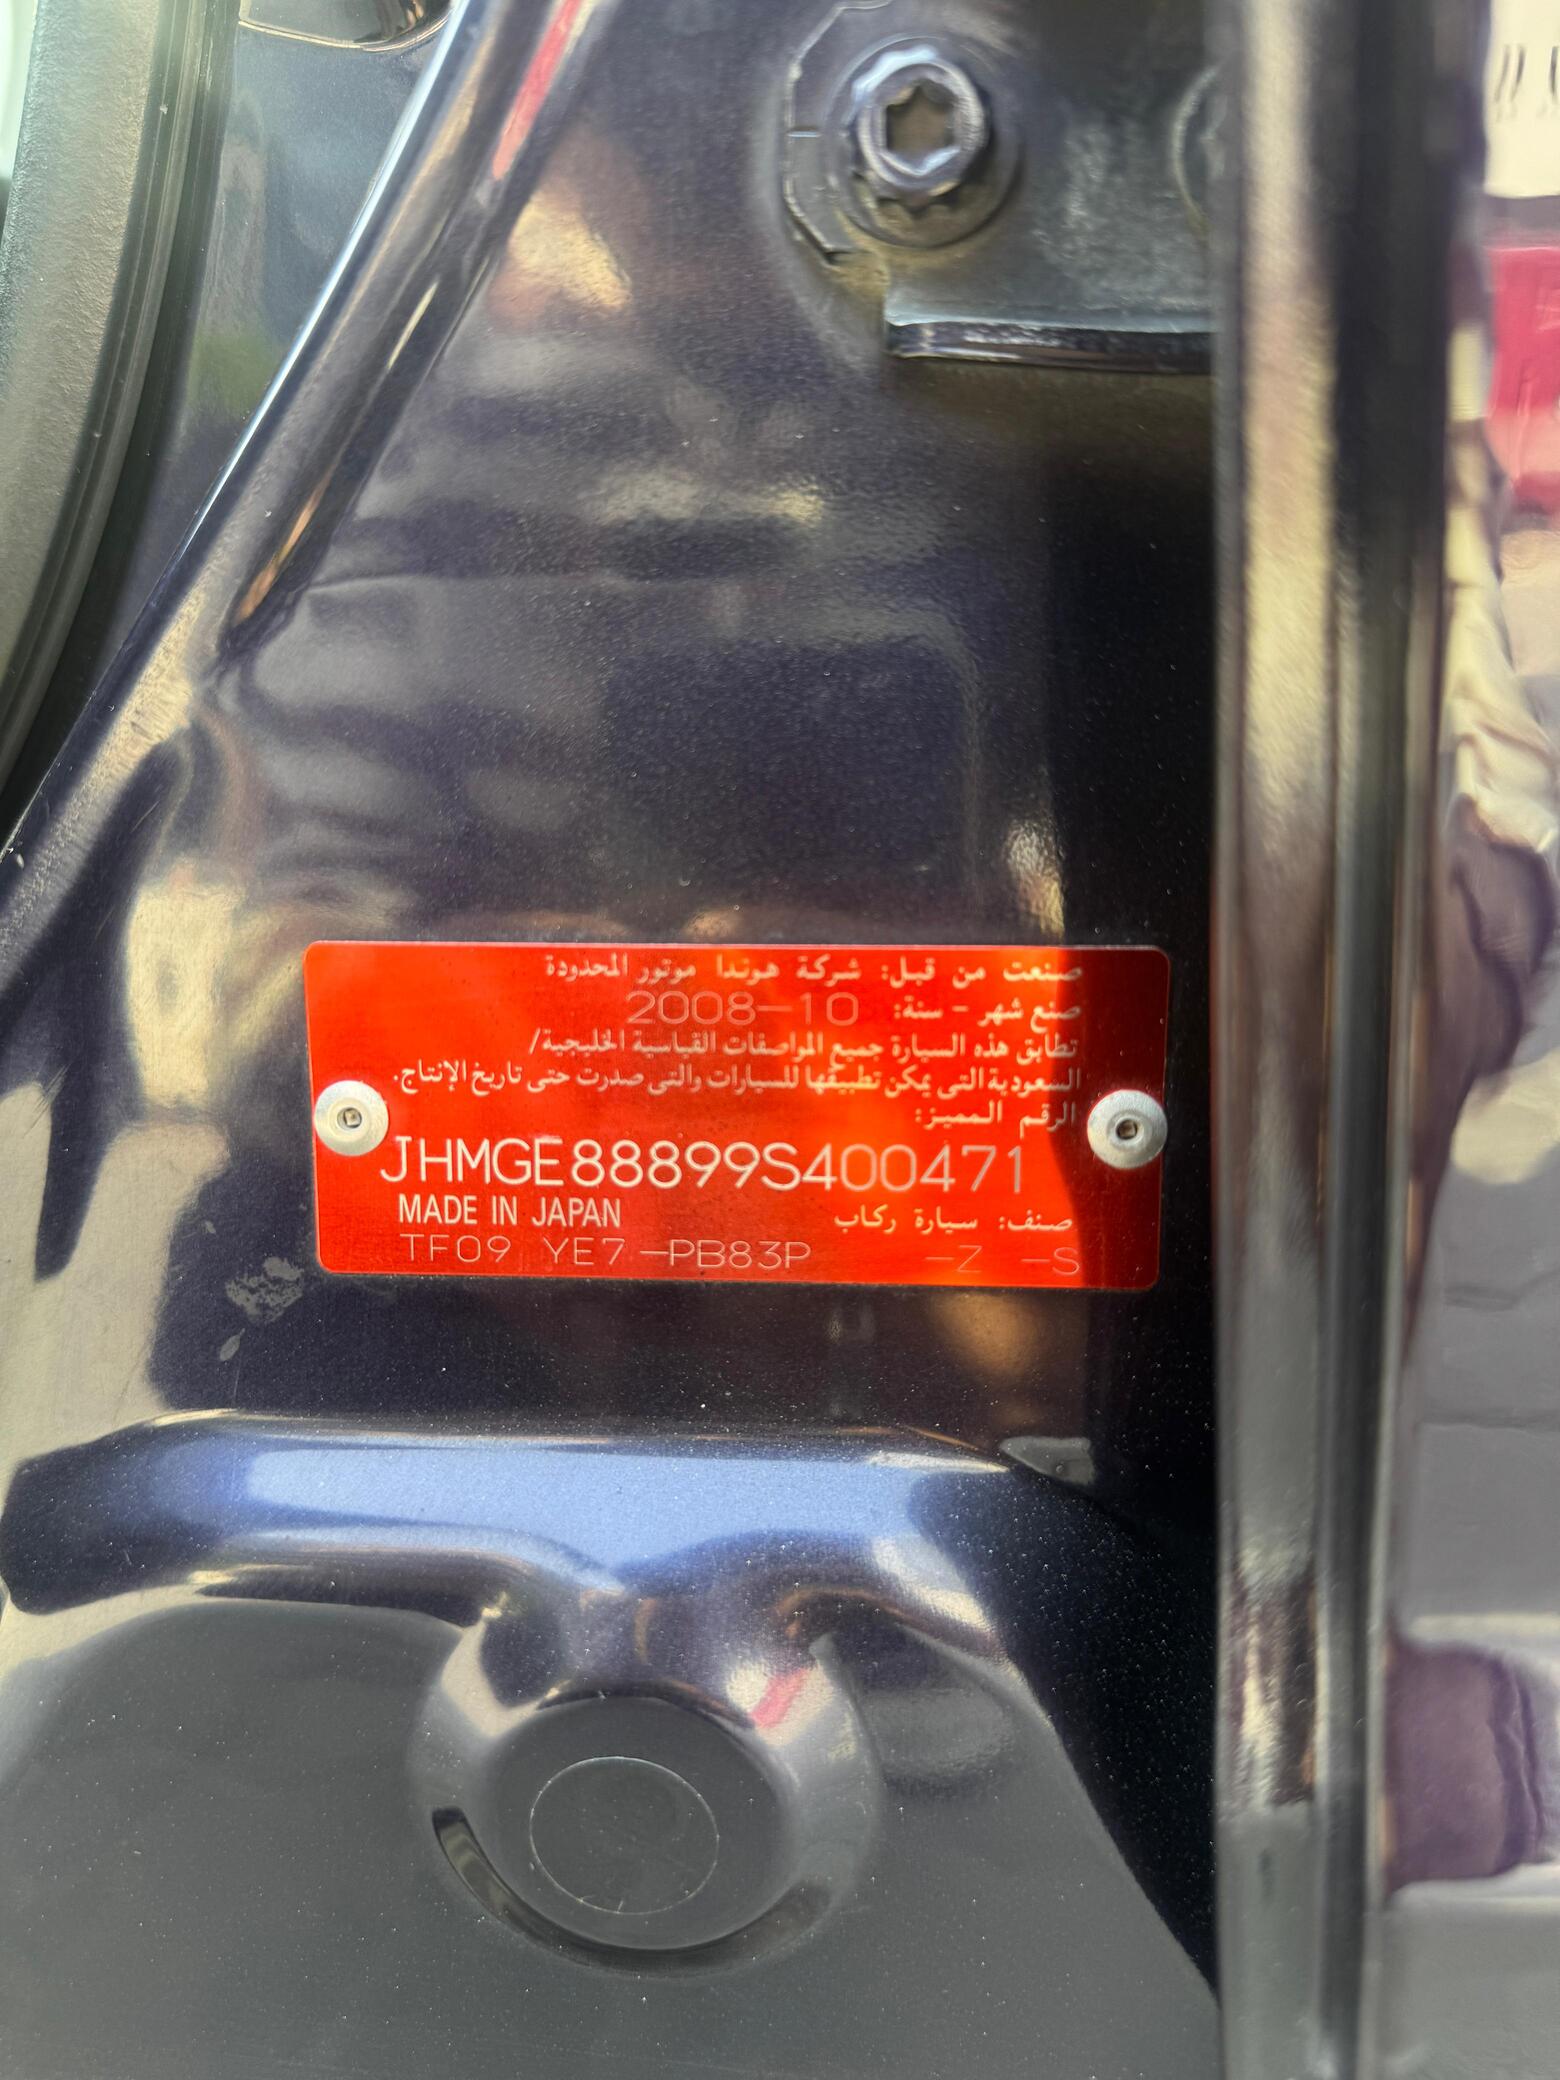 صنعت من قبل: شركة هوندا موتور المحدودة
صنع شهر - سنة: 2008-10
تطابق هذه السيارة جميع المواصفات القياسية الخليجية/
السعودية التى يمكن تطبيقها للسيارات والتى صدرت حتى تاريخ الإنتاج.
الرقم المميز:
JHMGE88899S400471
MADE IN JAPAN صنف: سيارة ركاب
TF09 YE7 -PB83P -Z -S